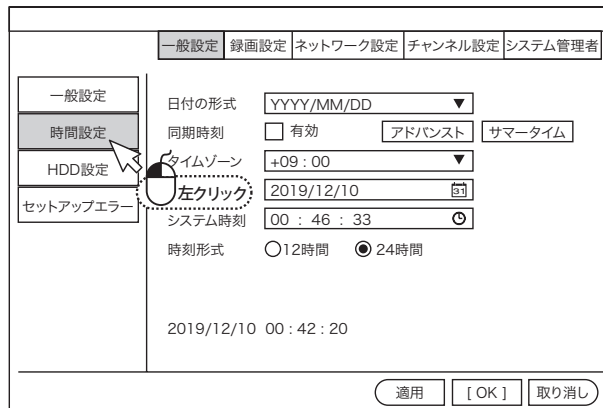 一般設定 録画設定 ネットワーク設定 チャンネル設定 システム管理者
一般設定
時間設定
HDD設定
セットアップエラー
日付の形式 YYYY/MM/DD ▼
同期時刻 有効 アドバンスト サマータイム
タイムゾーン +09 : 00 ▼
左クリック 2019/12/10 31
システム時刻 00 : 46 : 33
時刻形式 12時間 24時間
2019/12/10 00 : 42 : 20
適用 [ OK ] 取り消し